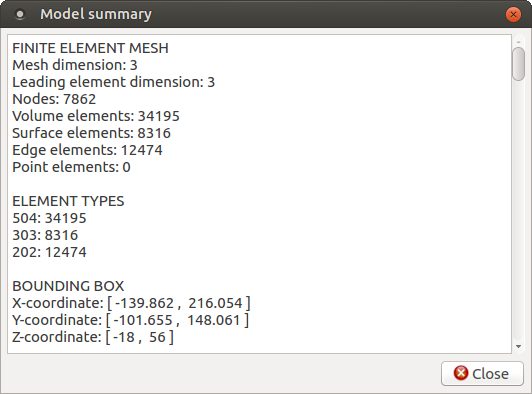 Model summary
FINITE ELEMENT MESH
Mesh dimension: 3
Leading element dimension: 3
Nodes: 7862
Volume elements: 34195
Surface elements: 8316
Edge elements: 12474
Point elements: 0
ELEMENT TYPES
504: 34195
303: 8316
202: 12474
BOUNDING BOX
X-coordinate: [ -139.862 ,  216.054 ]
Y-coordinate: [ -101.655 ,  148.061 ]
Z-coordinate: [ -18 ,  56 ]
Close